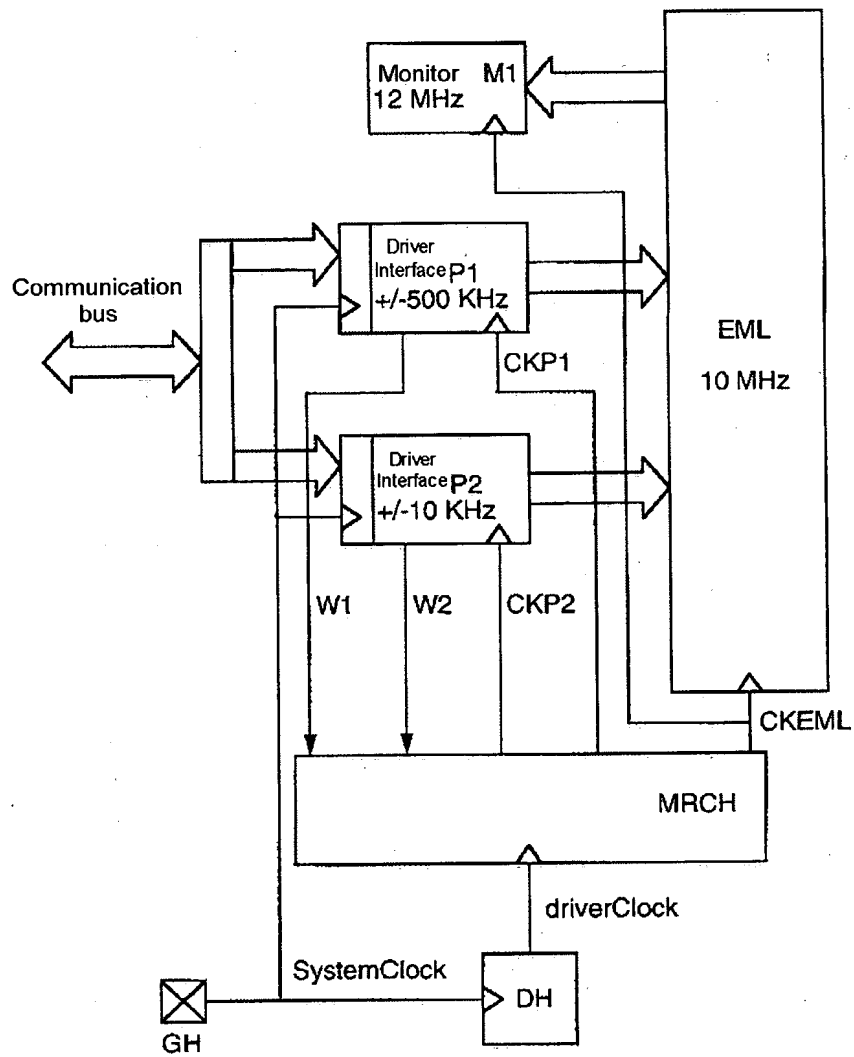 Monitor M1
12 MHz
Communication
bus
Driver
Interface P1
+/-500 KHz
CKP1
EML
10 MHz
Driver
Interface P2
+/-10 KHz
W1
W2
CKP2
CKEML
MRCH
driverClock
SystemClock
DH
GH